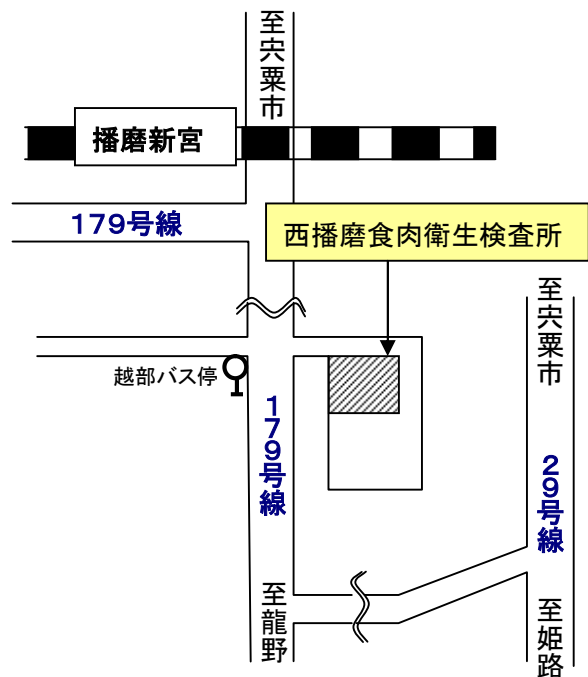 至宍粟市
播磨新宮
179号線
西播磨食肉衛生検査所
至宍粟市
越部バス停
179号線
29号線
至龍野
至姫路